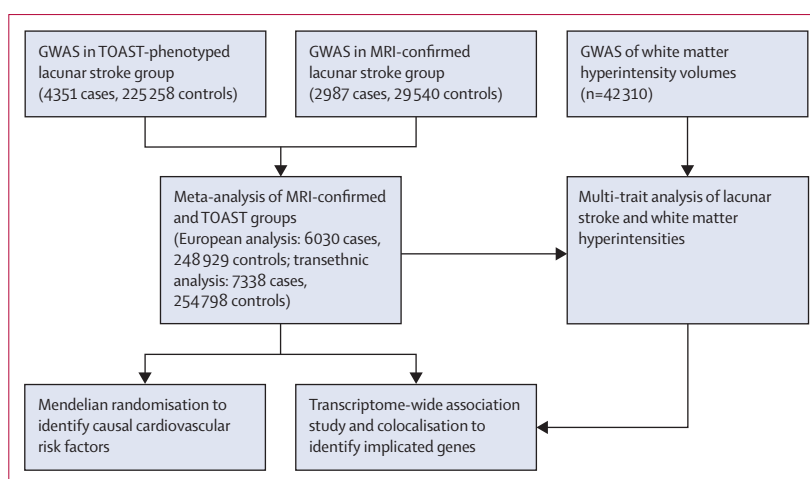 GWAS in TOAST-phenotyped
lacunar stroke group
(4351 cases, 225 258 controls)
GWAS in MRI-confirmed
lacunar stroke group
(2987 cases, 29 540 controls)
GWAS of white matter
hyperintensity volumes
(n=42 310)
Meta-analysis of MRI-confirmed
and TOAST groups
(European analysis: 6030 cases,
248 929 controls; transethnic
analysis: 7338 cases,
254 798 controls)
Multi-trait analysis of lacunar
stroke and white matter
hyperintensities
Mendelian randomisation to
identify causal cardiovascular
risk factors
Transcriptome-wide association
study and colocalisation to
identify implicated genes